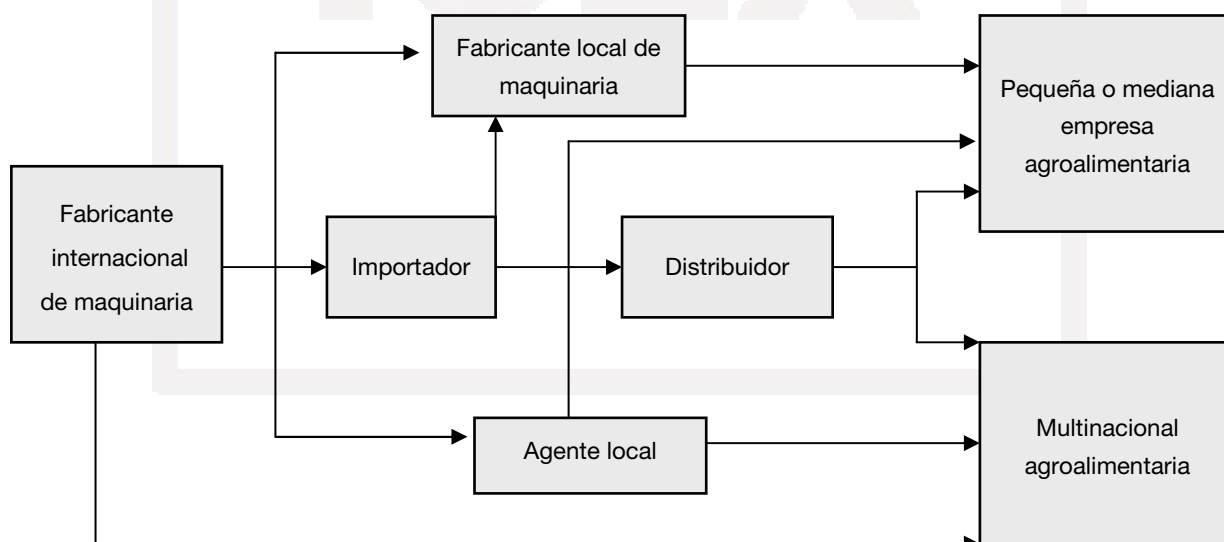 Fabricante local de
maquinaria
Pequeña o mediana
empresa
agroalimentaria
Fabricante
internacional
de maquinaria
Importador
Distribuidor
Agente local
Multinacional
agroalimentaria